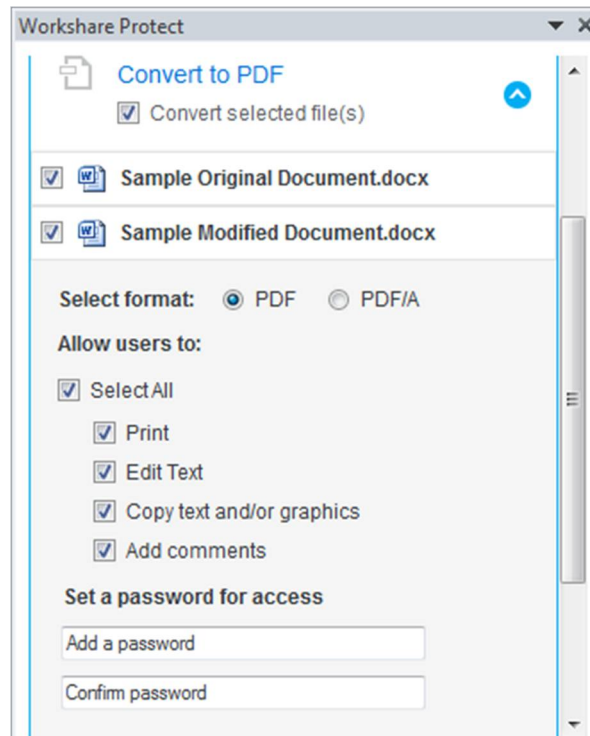 Workshare Protect
Convert to PDF
Convert selected file(s)
Sample Original Document.docx
Sample Modified Document.docx
Select format: PDF PDF/A
Allow users to:
Select All
Print
Edit Text
Copy text and/or graphics
Add comments
Set a password for access
Add a password
Confirm password